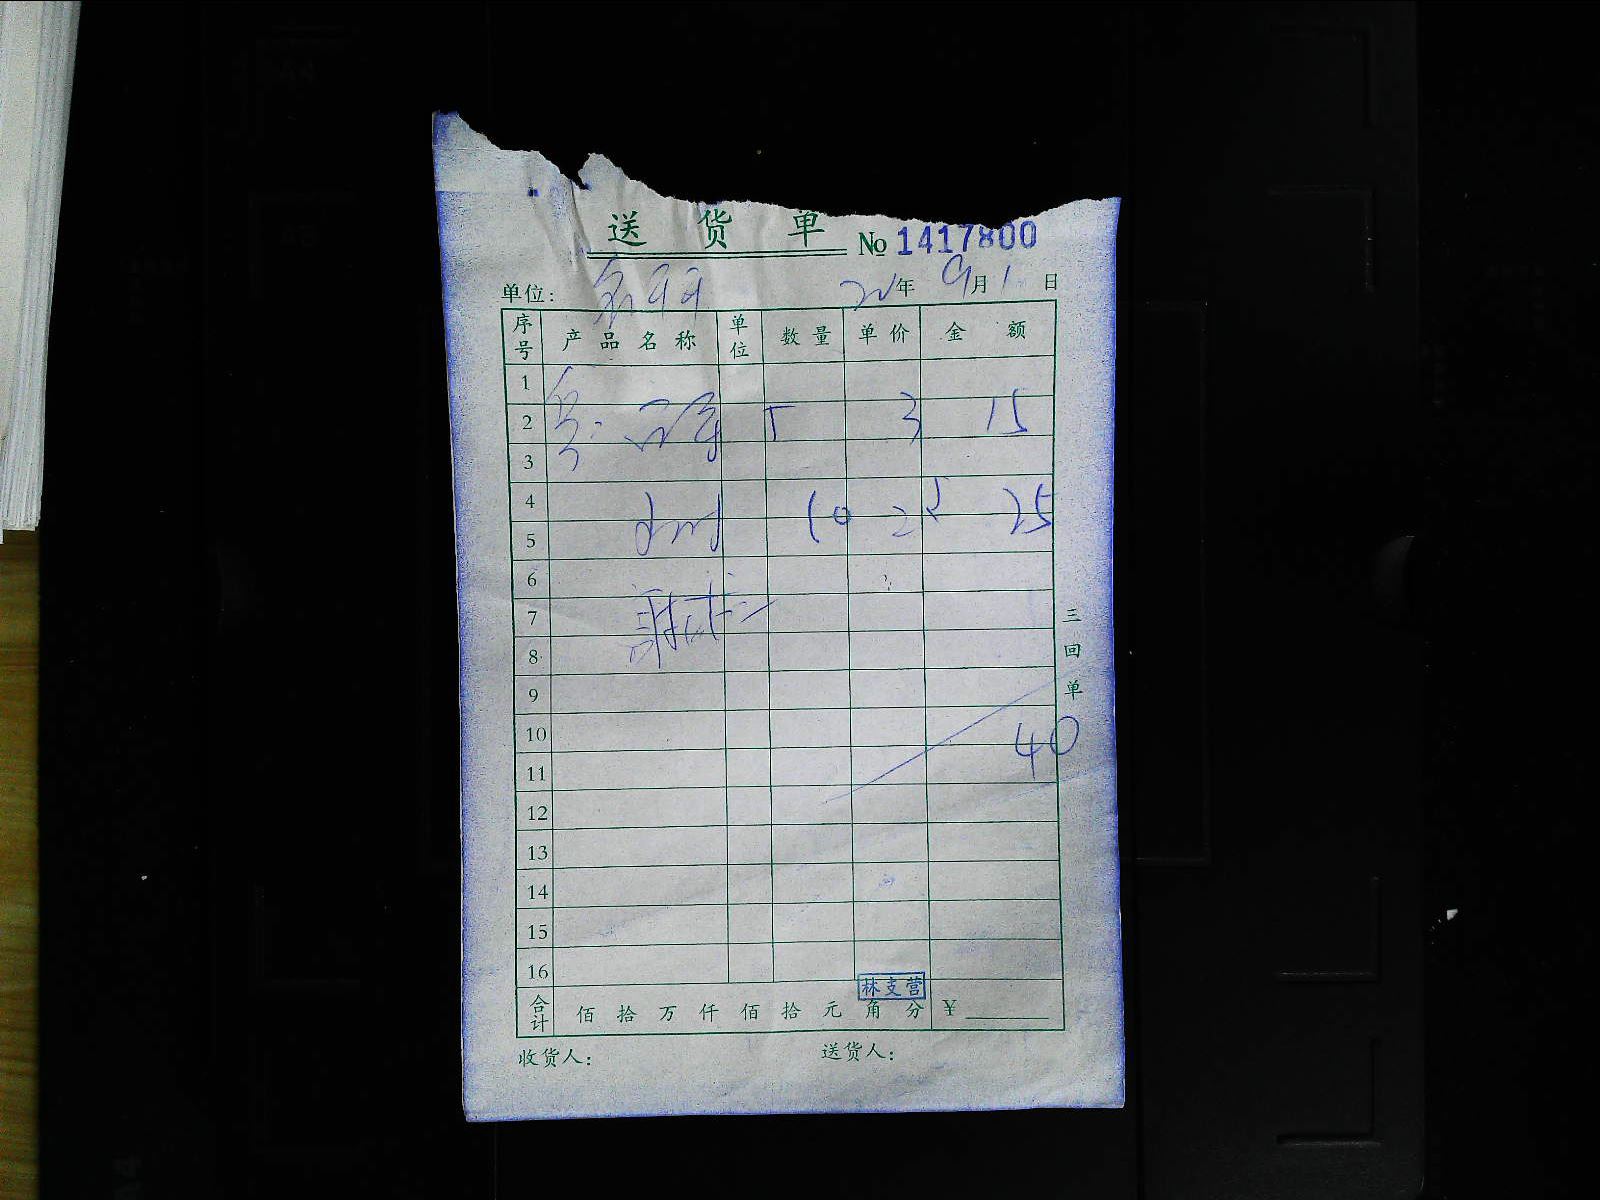 送 货 单 No 1417800
单位: 22年 9月1日
序号 产品名称 单位 数量 单价 金 额
1
2 5 3 15
3
4 10 2.5 25
5
6
7
8
9
10 40
11
12
13
14
15
16
林支营
合计 佰 拾 万 仟 佰 拾 元 角 分 ¥
收货人: 送货人:
三回单